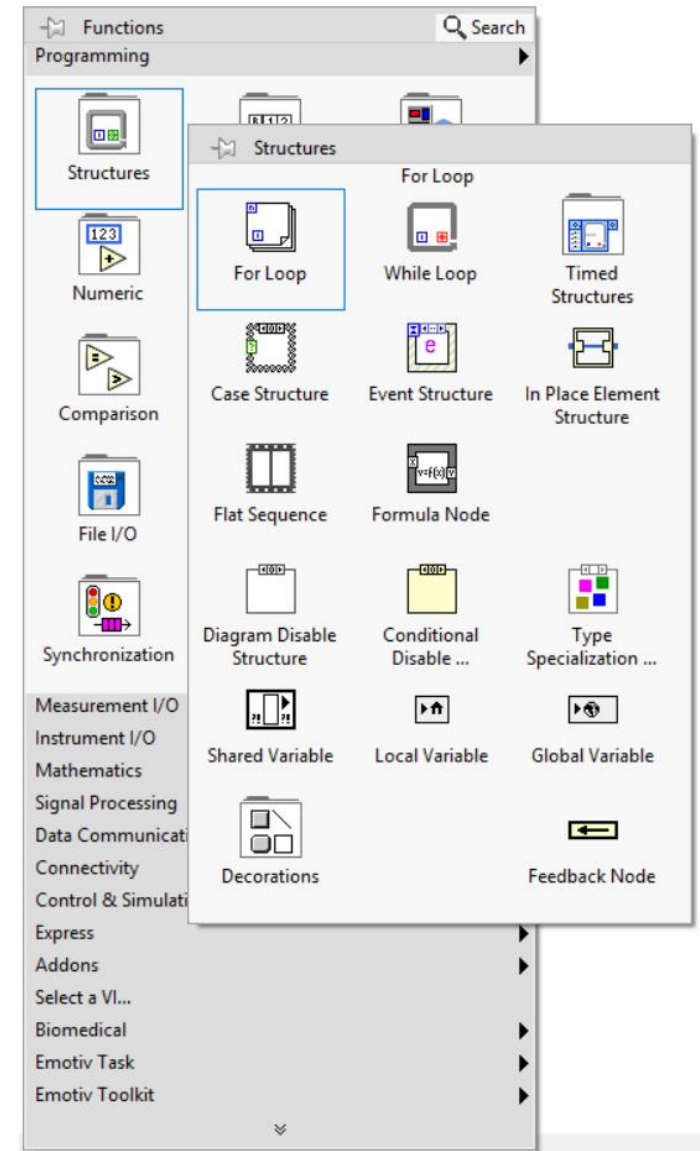 Functions
Search
Programming
Structures
Numeric
123
Comparison
File I/O
Synchronization
Measurement I/O
Instrument I/O
Mathematics
Signal Processing
Data Communicati
Connectivity
Control & Simulati
Express
Addons
Select a VI...
Biomedical
Emotiv Task
Emotiv Toolkit
Structures
For Loop
For Loop
While Loop
Timed
Structures
Case Structure
Event Structure
In Place Element
Structure
Flat Sequence
Formula Node
Diagram Disable
Structure
Conditional
Disable ...
Type
Specialization ...
Shared Variable
Local Variable
Global Variable
Decorations
Feedback Node